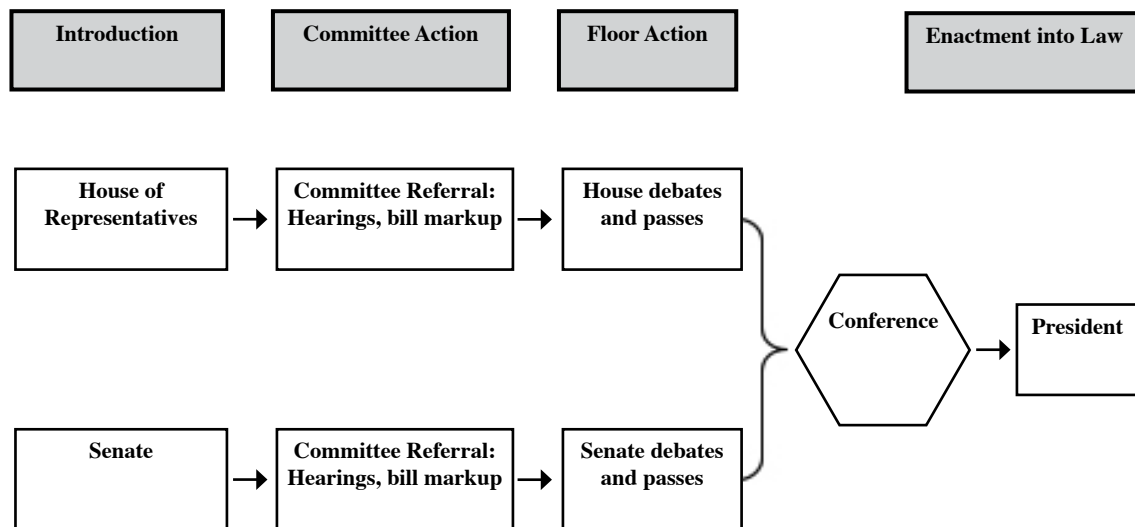 Introduction
Committee Action
Floor Action
Enactment into Law
House of
Representatives
Committee Referral:
Hearings, bill markup
House debates
and passes
Conference
President
Senate
Committee Referral:
Hearings, bill markup
Senate debates
and passes